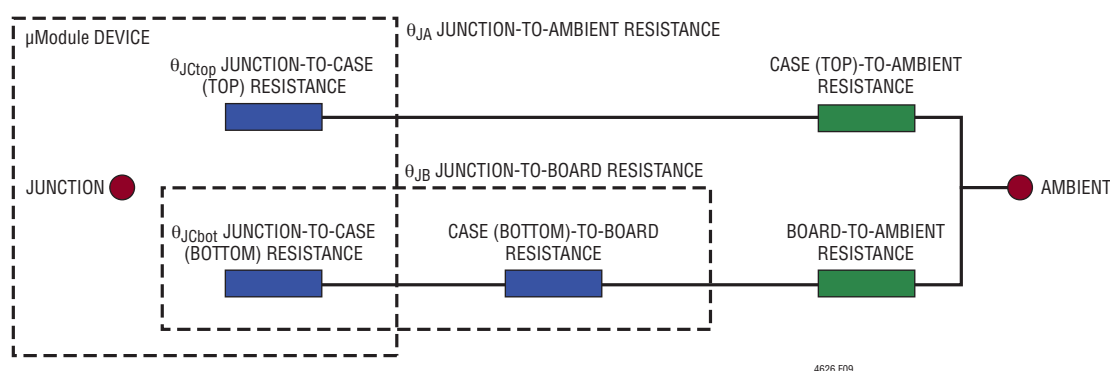 µModule DEVICE
θJA JUNCTION-TO-AMBIENT RESISTANCE
θJCtop JUNCTION-TO-CASE
(TOP) RESISTANCE
CASE (TOP)-TO-AMBIENT
RESISTANCE
θJB JUNCTION-TO-BOARD RESISTANCE
JUNCTION
AMBIENT
θJCbot JUNCTION-TO-CASE
(BOTTOM) RESISTANCE
CASE (BOTTOM)-TO-BOARD
RESISTANCE
BOARD-TO-AMBIENT
RESISTANCE
4626 F09